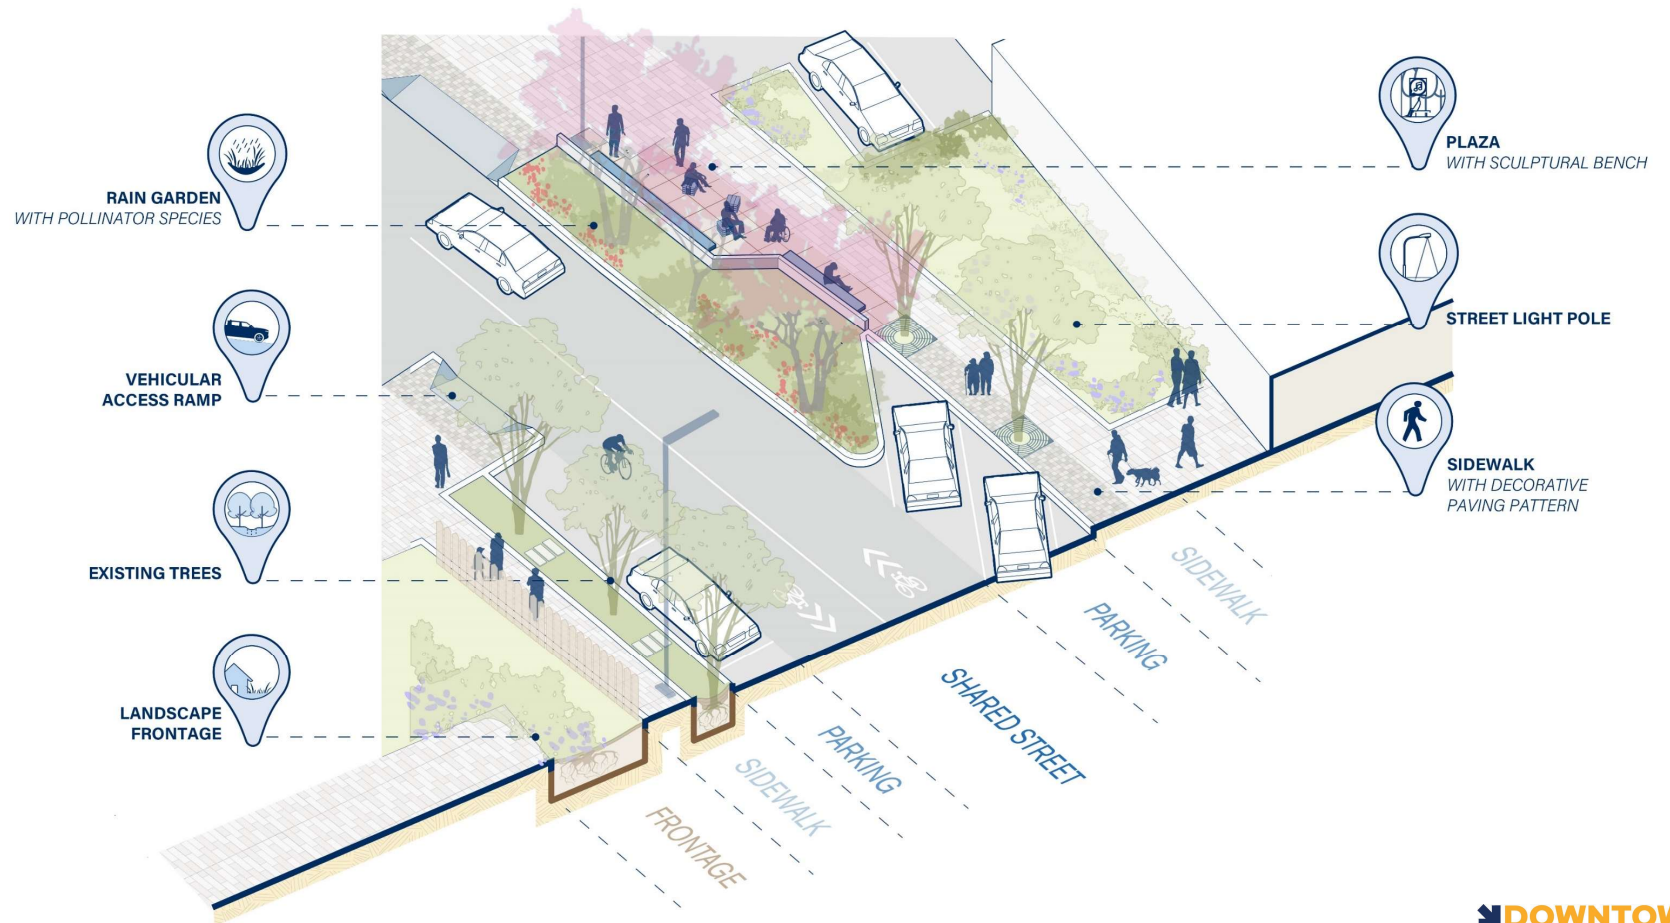 RAIN GARDEN
WITH POLLINATOR SPECIES
VEHICULAR
ACCESS RAMP
EXISTING TREES
LANDSCAPE
FRONTAGE
PLAZA
WITH SCULPTURAL BENCH
STREET LIGHT POLE
SIDEWALK
WITH DECORATIVE
PAVING PATTERN
SIDEWALK
PARKING
SHARED STREET
PARKING
SIDEWALK
FRONTAGE